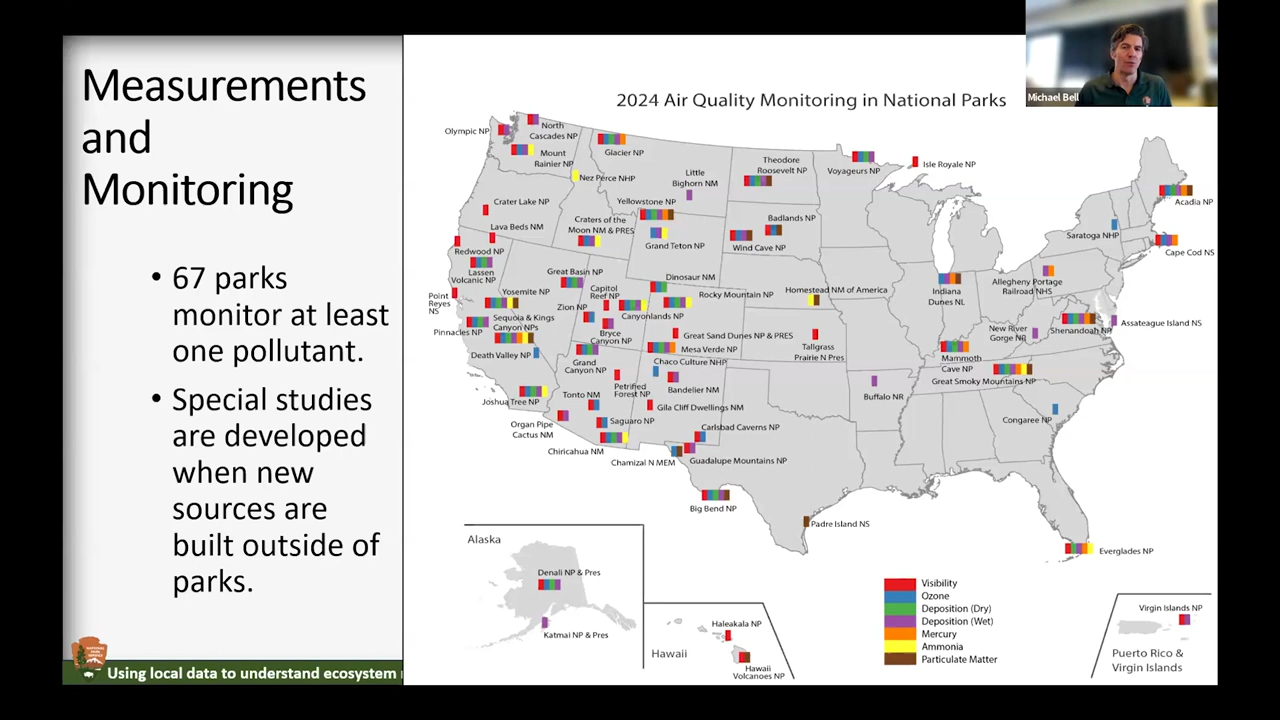 Measurements
and
Monitoring
• 67 parks
monitor at least
one pollutant.
• Special studies
are developed
when new
sources are
built outside of
parks.
Using local data to understand ecosystem
2024 Air Quality Monitoring in National Parks
Michael Bell
Olympic NP
North
Cascades NP
Mount
Rainier NP
Glacier NP
Nez Perce NHP
Little
Bighorn NM
Theodore
Roosevelt NP
Voyageurs NP
Isle Royale NP
Acadia NP
Crater Lake NP
Lava Beds NM
Craters of the
Moon NM & PRES
Yellowstone NP
Grand Teton NP
Badlands NP
Wind Cave NP
Saratoga NHP
Cape Cod NS
Redwood NP
Lassen
Volcanic NP
Great Basin NP
Dinosaur NM
Rocky Mountain NP
Homestead NM of America
Indiana
Dunes NL
Allegheny Portage
Railroad NHS
Point
Reyes
NS
Yosemite NP
Zion NP
Capitol
Reef NP
Canyonlands NP
Pinnacles NP
Sequoia & Kings
Canyon NPs
Bryce
Canyon NP
Great Sand Dunes NP & PRES
Mesa Verde NP
Tallgrass
Prairie N Pres
New River
Gorge NP
Shenandoah NP
Assateague Island NS
Death Valley NP
Grand
Canyon NP
Chaco Culture NHP
Mammoth
Cave NP
Great Smoky Mountains NP
Joshua Tree NP
Tonto NM
Petrified
Forest NP
Bandelier NM
Buffalo NR
Gila Cliff Dwellings NM
Organ Pipe
Cactus NM
Saguaro NP
Carlsbad Caverns NP
Congaree NP
Chiricahua NM
Chamizal N MEM
Guadalupe Mountains NP
Big Bend NP
Padre Island NS
Everglades NP
Alaska
Denali NP & Pres
Katmai NP & Pres
Hawaii
Haleakala NP
Hawaii
Volcanoes NP
Visibility
Ozone
Deposition (Dry)
Deposition (Wet)
Mercury
Ammonia
Particulate Matter
Virgin Islands NP
Puerto Rico &
Virgin Islands